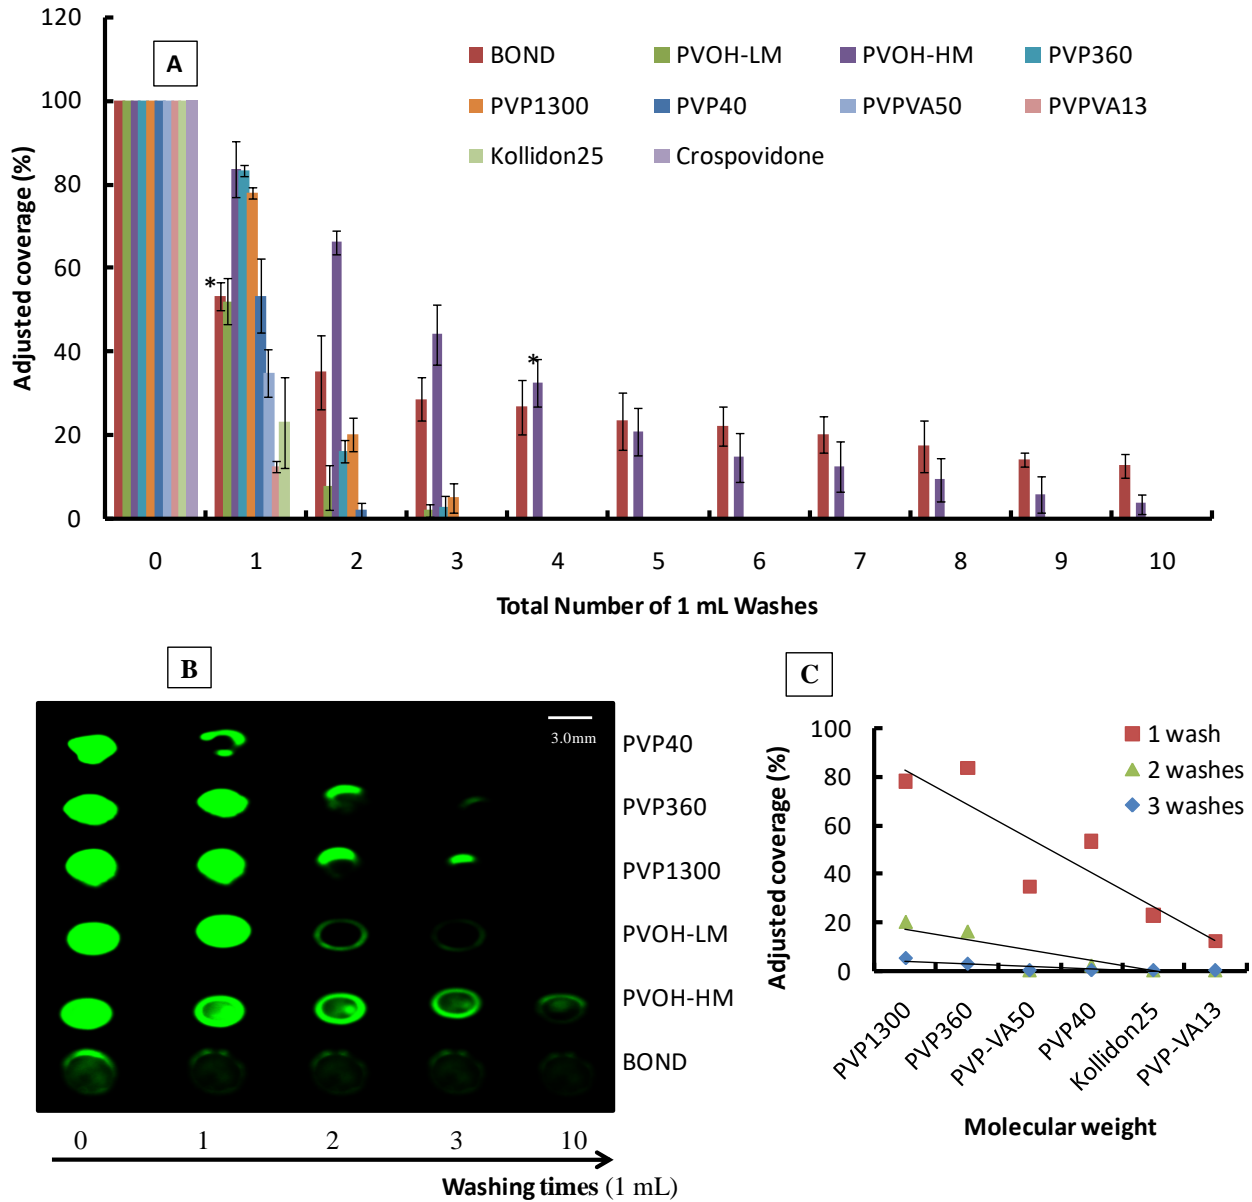 A
BOND PVOH-LM PVOH-HM PVP360
PVP1300 PVP40 PVPVA50 PVPVA13
Kollidon25 Crospovidone
Adjusted coverage (%)
120
100
80
60
40
20
0
*
*
0 1 2 3 4 5 6 7 8 9 10
Total Number of 1 mL Washes
B
3.0mm
PVP40
PVP360
PVP1300
PVOH-LM
PVOH-HM
BOND
0 1 2 3 10
Washing times (1 mL)
C
Adjusted coverage (%)
100
80
60
40
20
0
1 wash
2 washes
3 washes
PVP1300
PVP360
PVP-VA50
PVP40
Kollidon25
PVP-VA13
Molecular weight